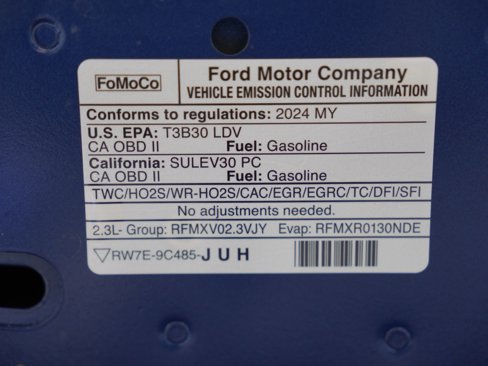 FoMoCo
Ford Motor Company
VEHICLE EMISSION CONTROL INFORMATION
Conforms to regulations: 2024 MY
U.S. EPA: T3B30 LDV
CA OBD II Fuel: Gasoline
California: SULEV30 PC
CA OBD II Fuel: Gasoline
TWC/HO2S/WR-HO2S/CAC/EGR/EGRC/TC/DFI/SFI
No adjustments needed.
2.3L- Group: RFMXV02.3VJY Evap: RFMXR0130NDE
▽RW7E-9C485-JUH